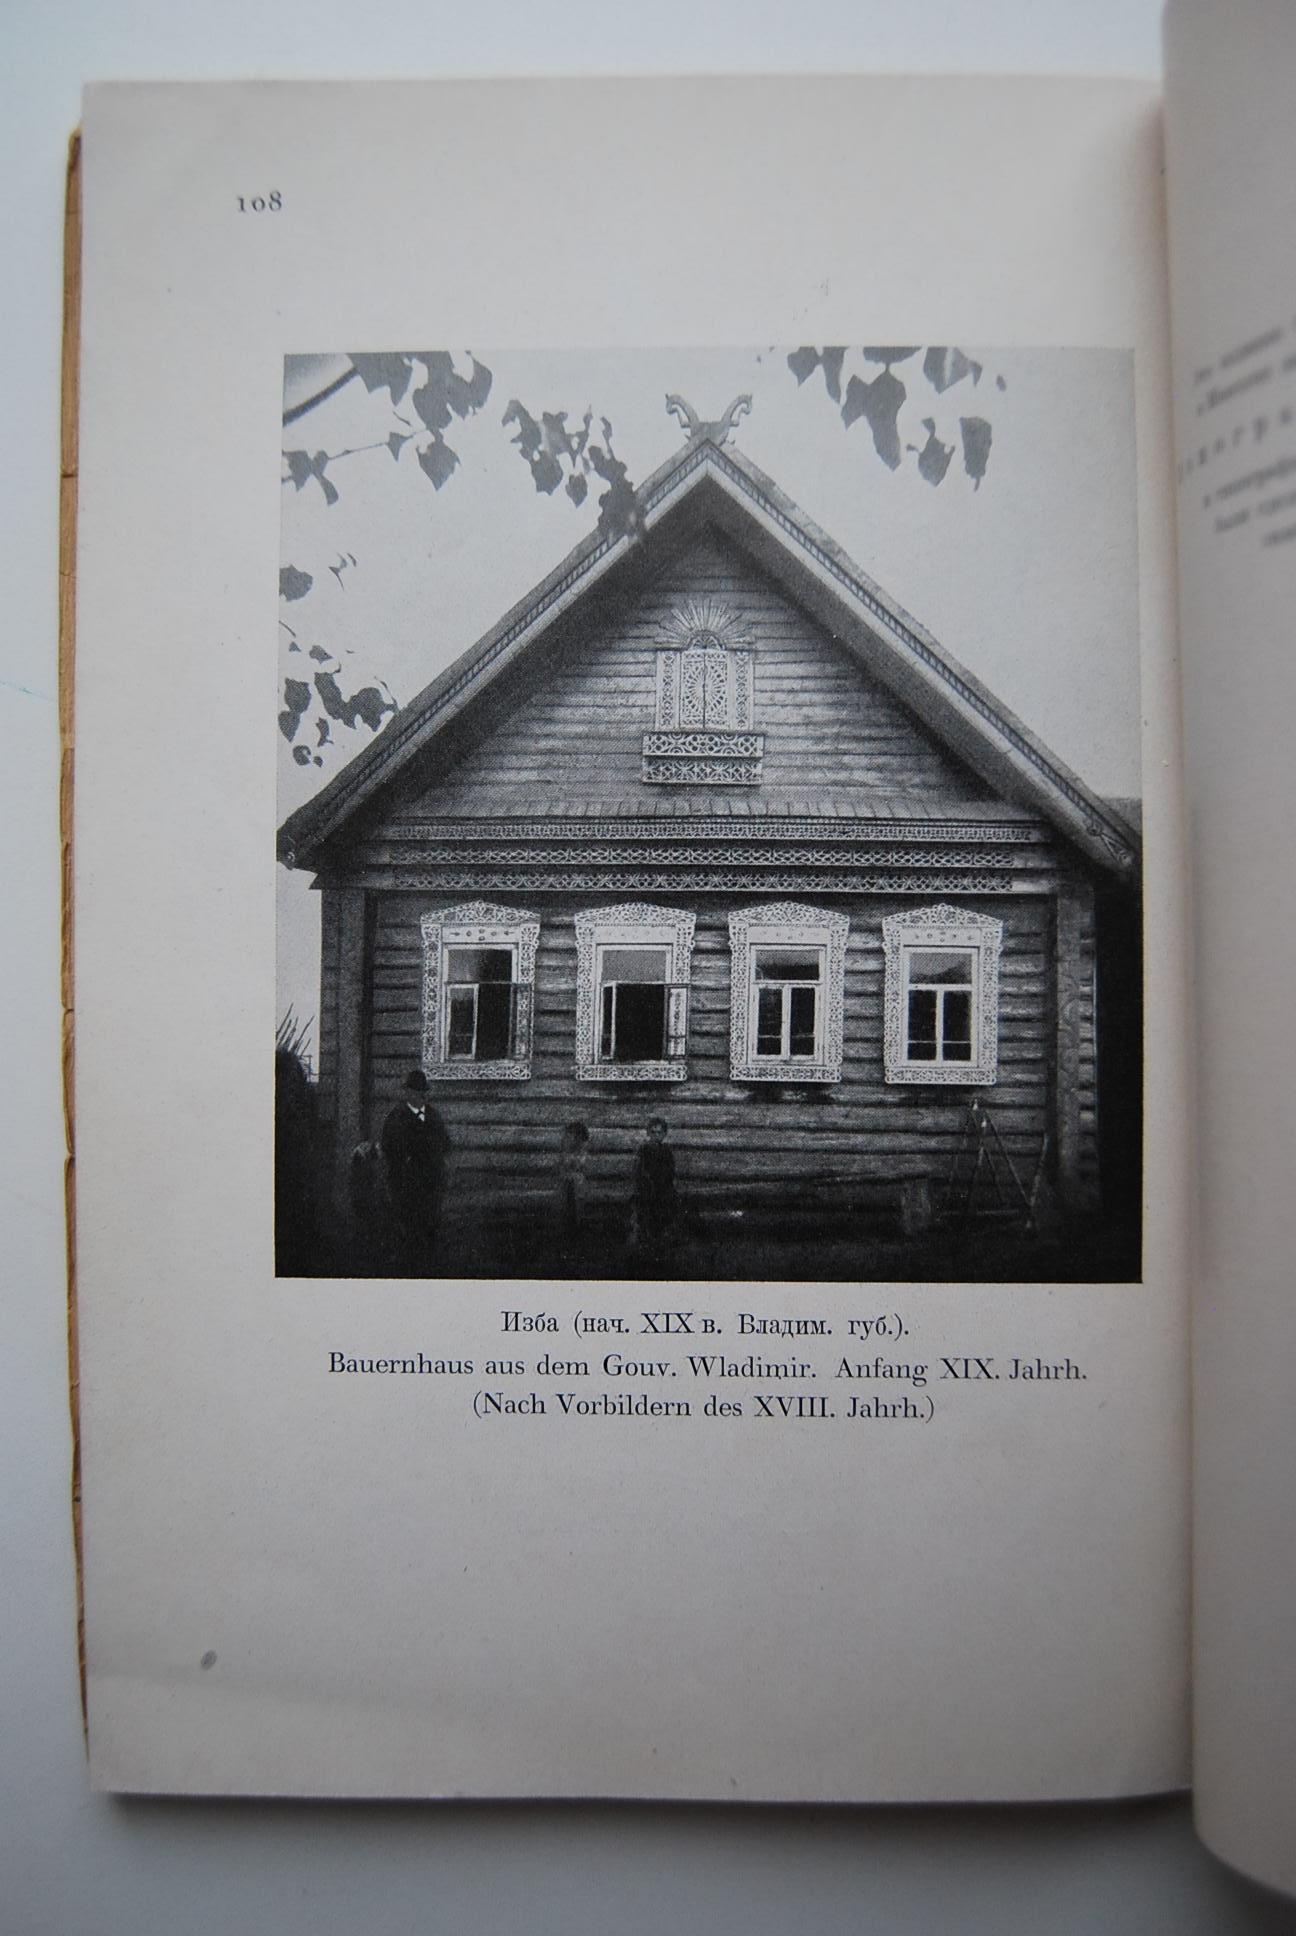 108
Изба (нач. XIX в. Владим. губ.).
Bauernhaus aus dem Gouv. Wladimir. Anfang XIX. Jahrh.
(Nach Vorbildern des XVIII. Jahrh.)